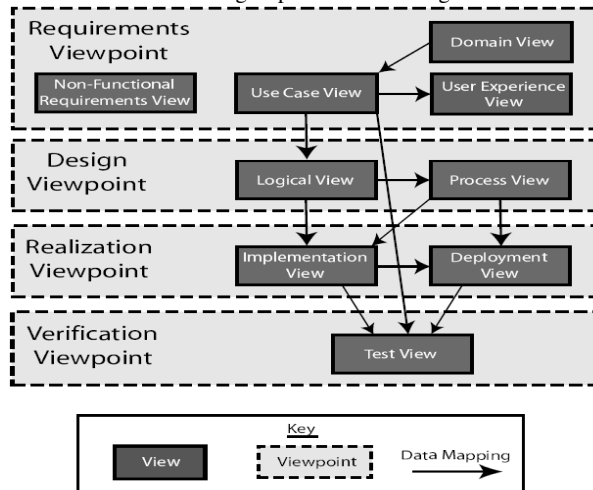 Requirements
Viewpoint
Domain View
Non-Functional
Requirements View
Use Case View
User Experience
View
Design
Viewpoint
Logical View
Process View
Realization
Viewpoint
Implementation
View
Deployment
View
Verification
Viewpoint
Test View
Key
View
Viewpoint
Data Mapping